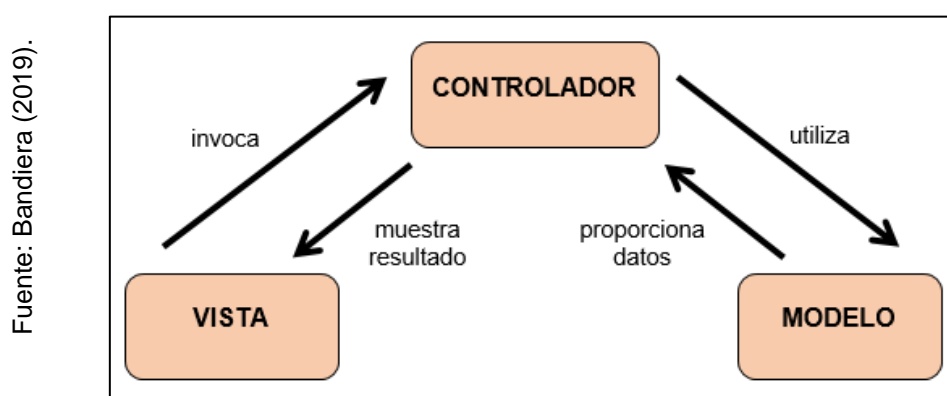 Fuente: Bandiera (2019).
CONTROLADOR
invoca
utiliza
muestra
resultado
proporciona
datos
VISTA
MODELO